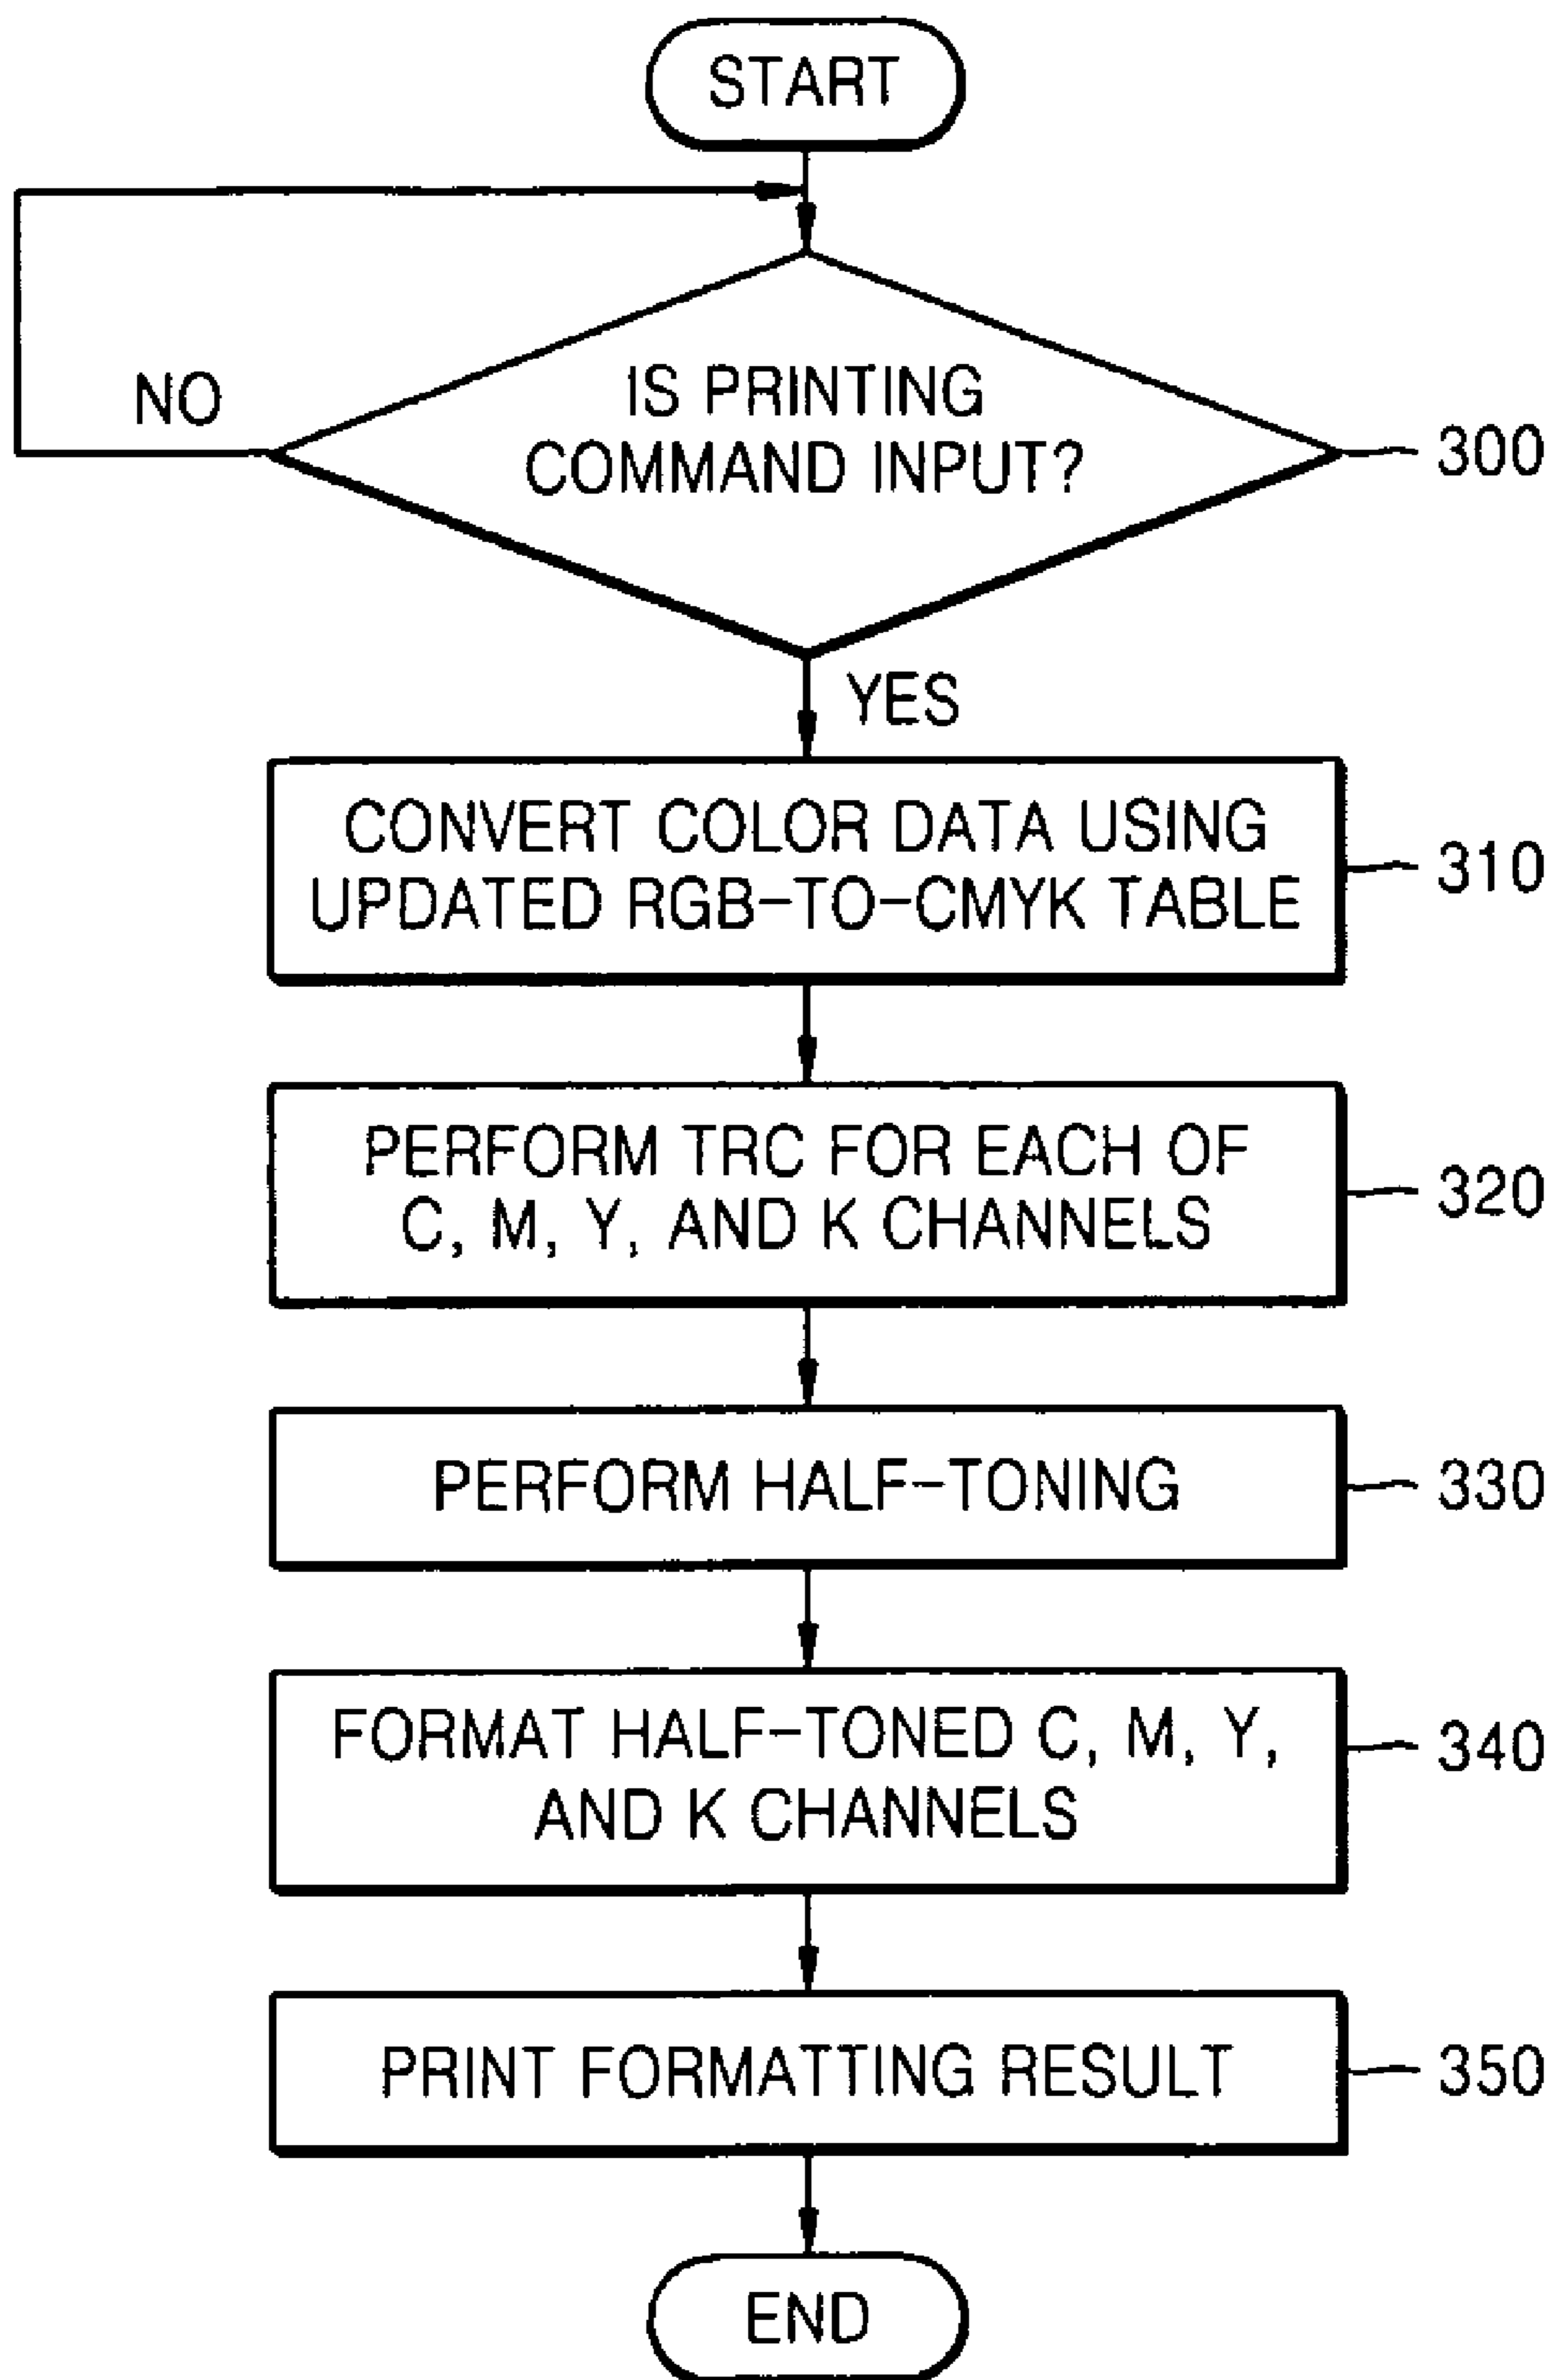 START
NO
IS PRINTING
COMMAND INPUT?
300
YES
CONVERT COLOR DATA USING
UPDATED RGB-TO-CMYK TABLE
310
PERFORM TRC FOR EACH OF
C, M, Y, AND K CHANNELS
320
PERFORM HALF-TONING
330
FORMAT HALF-TONED C, M, Y,
AND K CHANNELS
340
PRINT FORMATTING RESULT
350
END